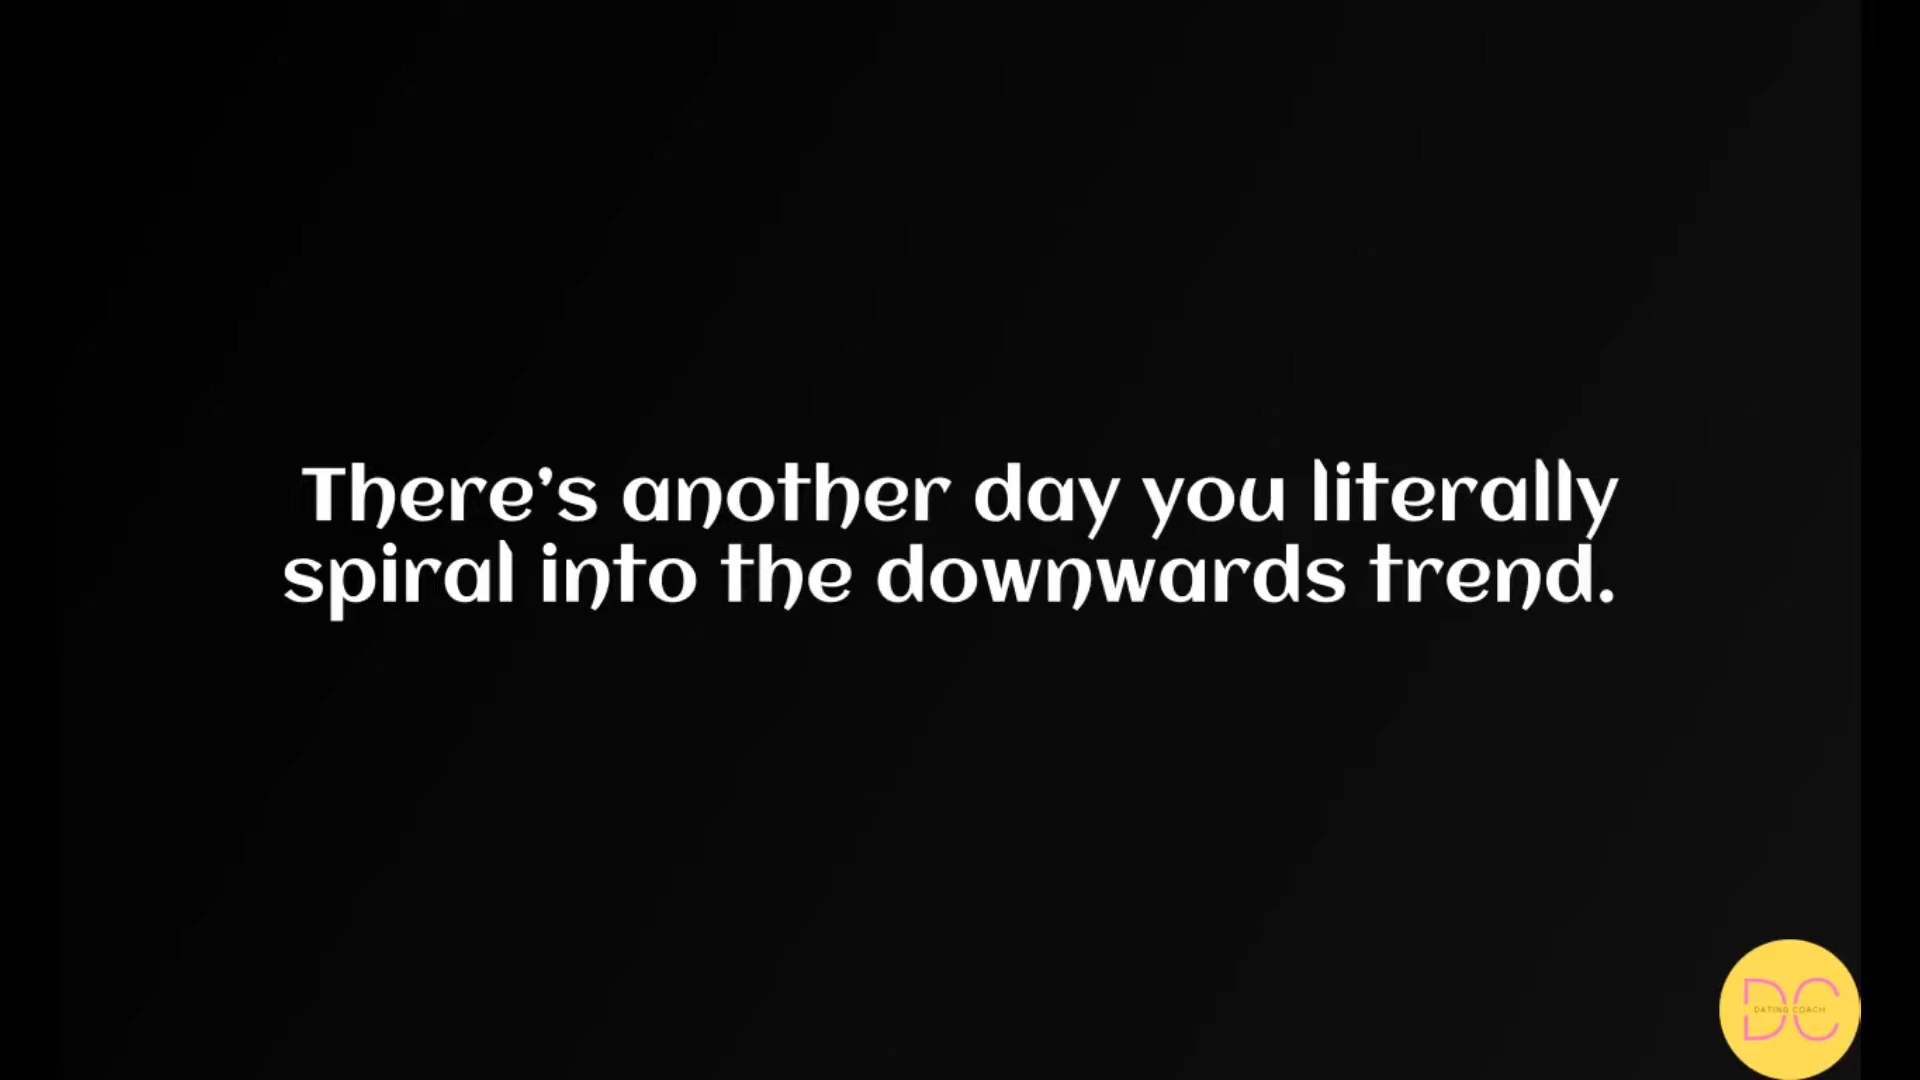 There's another day you literally
spiral into the downwards trend.
DC
DATING COACH